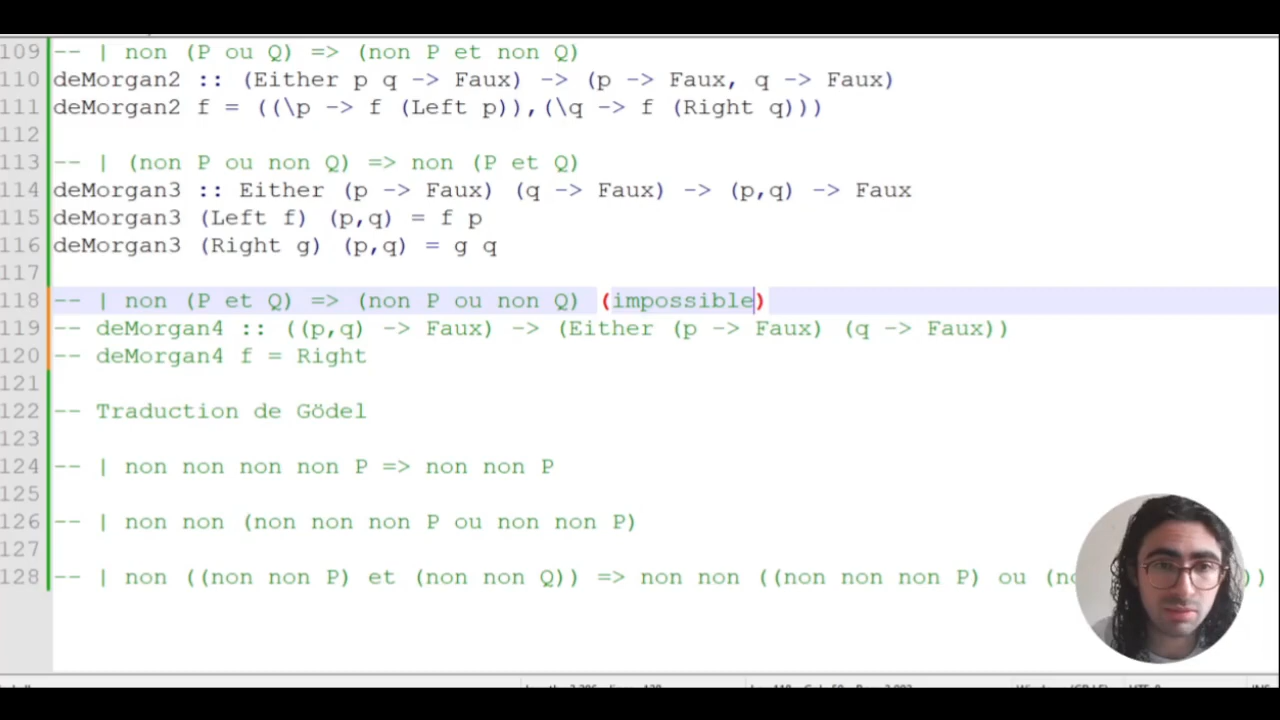 109 -- | non (P ou Q) => (non P et non Q)
110 deMorgan2 :: (Either p q -> Faux) -> (p -> Faux, q -> Faux)
111 deMorgan2 f = ((\p -> f (Left p)),(\q -> f (Right q)))
112
113 -- | (non P ou non Q) => non (P et Q)
114 deMorgan3 :: Either (p -> Faux) (q -> Faux) -> (p,q) -> Faux
115 deMorgan3 (Left f) (p,q) = f p
116 deMorgan3 (Right g) (p,q) = g q
117
118 -- | non (P et Q) => (non P ou non Q) (impossible)
119 -- deMorgan4 :: ((p,q) -> Faux) -> (Either (p -> Faux) (q -> Faux))
120 -- deMorgan4 f = Right
121
122 -- Traduction de Gödel
123
124 -- | non non non non P => non non P
125
126 -- | non non (non non non P ou non non P)
127
128 -- | non ((non non P) et (non non Q)) => non non ((non non non P) ou ( ))